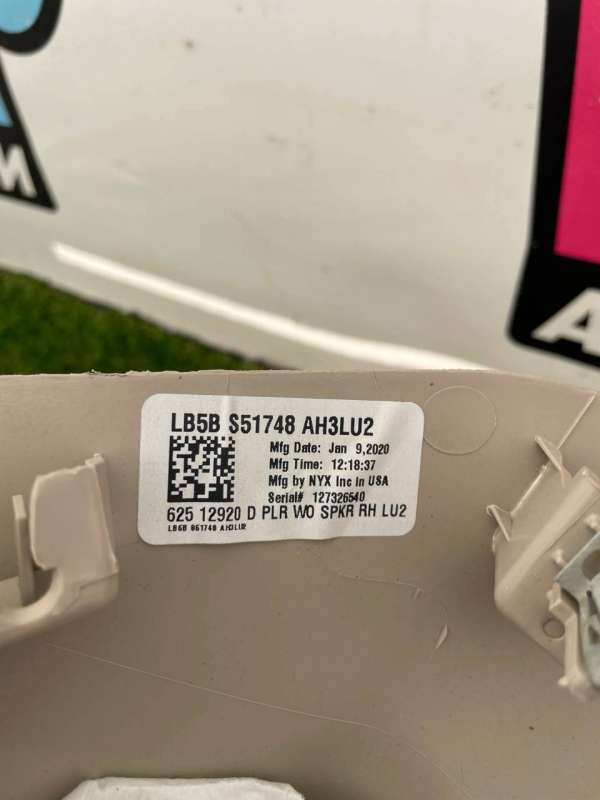 M
A
LB5B S51748 AH3LU2
Mfg Date: Jan 9,2020
Mfg Time: 12:18:37
Mfg by NYX Inc in USA
Serial# 127326540
625 12920 D PLR W0 SPKR RH LU2
LB5B S51748 AH3LU2